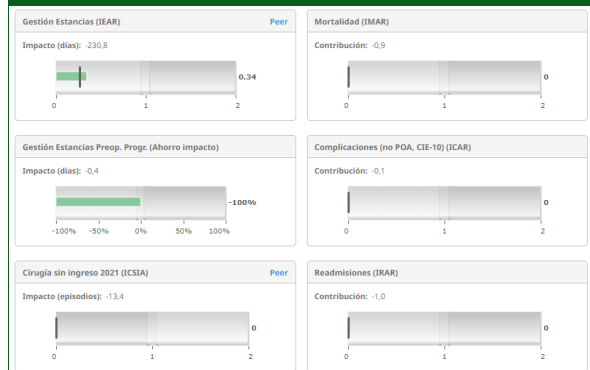 Gestión Estancias (IEAR) Peer
Impacto (días): -230,8
0.34
0 1 2
Mortalidad (IMAR)
Contribución: -0,9
0
0 1 2
Gestión Estancias Preop. Progr. (Ahorro impacto)
Impacto (días): -0,4
-100%
-100% -50% 0% 50% 100%
Complicaciones (no POA, CIE-10) (ICAR)
Contribución: -0,1
0
0 1 2
Cirugía sin ingreso 2021 (ICSIA) Peer
Impacto (episodios): -13,4
0
0 1 2
Readmisiones (IRAR)
Contribución: -1,0
0
0 1 2